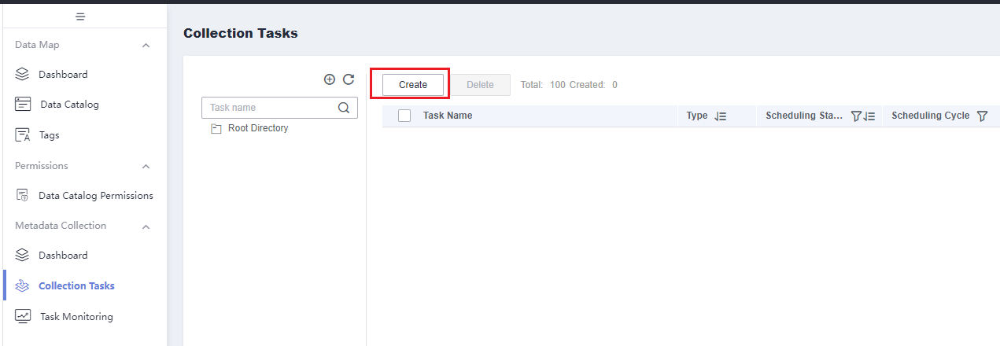 Data Map
Dashboard
Data Catalog
Tags
Permissions
Data Catalog Permissions
Metadata Collection
Dashboard
Collection Tasks
Task Monitoring
Collection Tasks
Task name
Root Directory
Create Delete Total: 100 Created: 0
Task Name Type Scheduling Sta... Scheduling Cycle